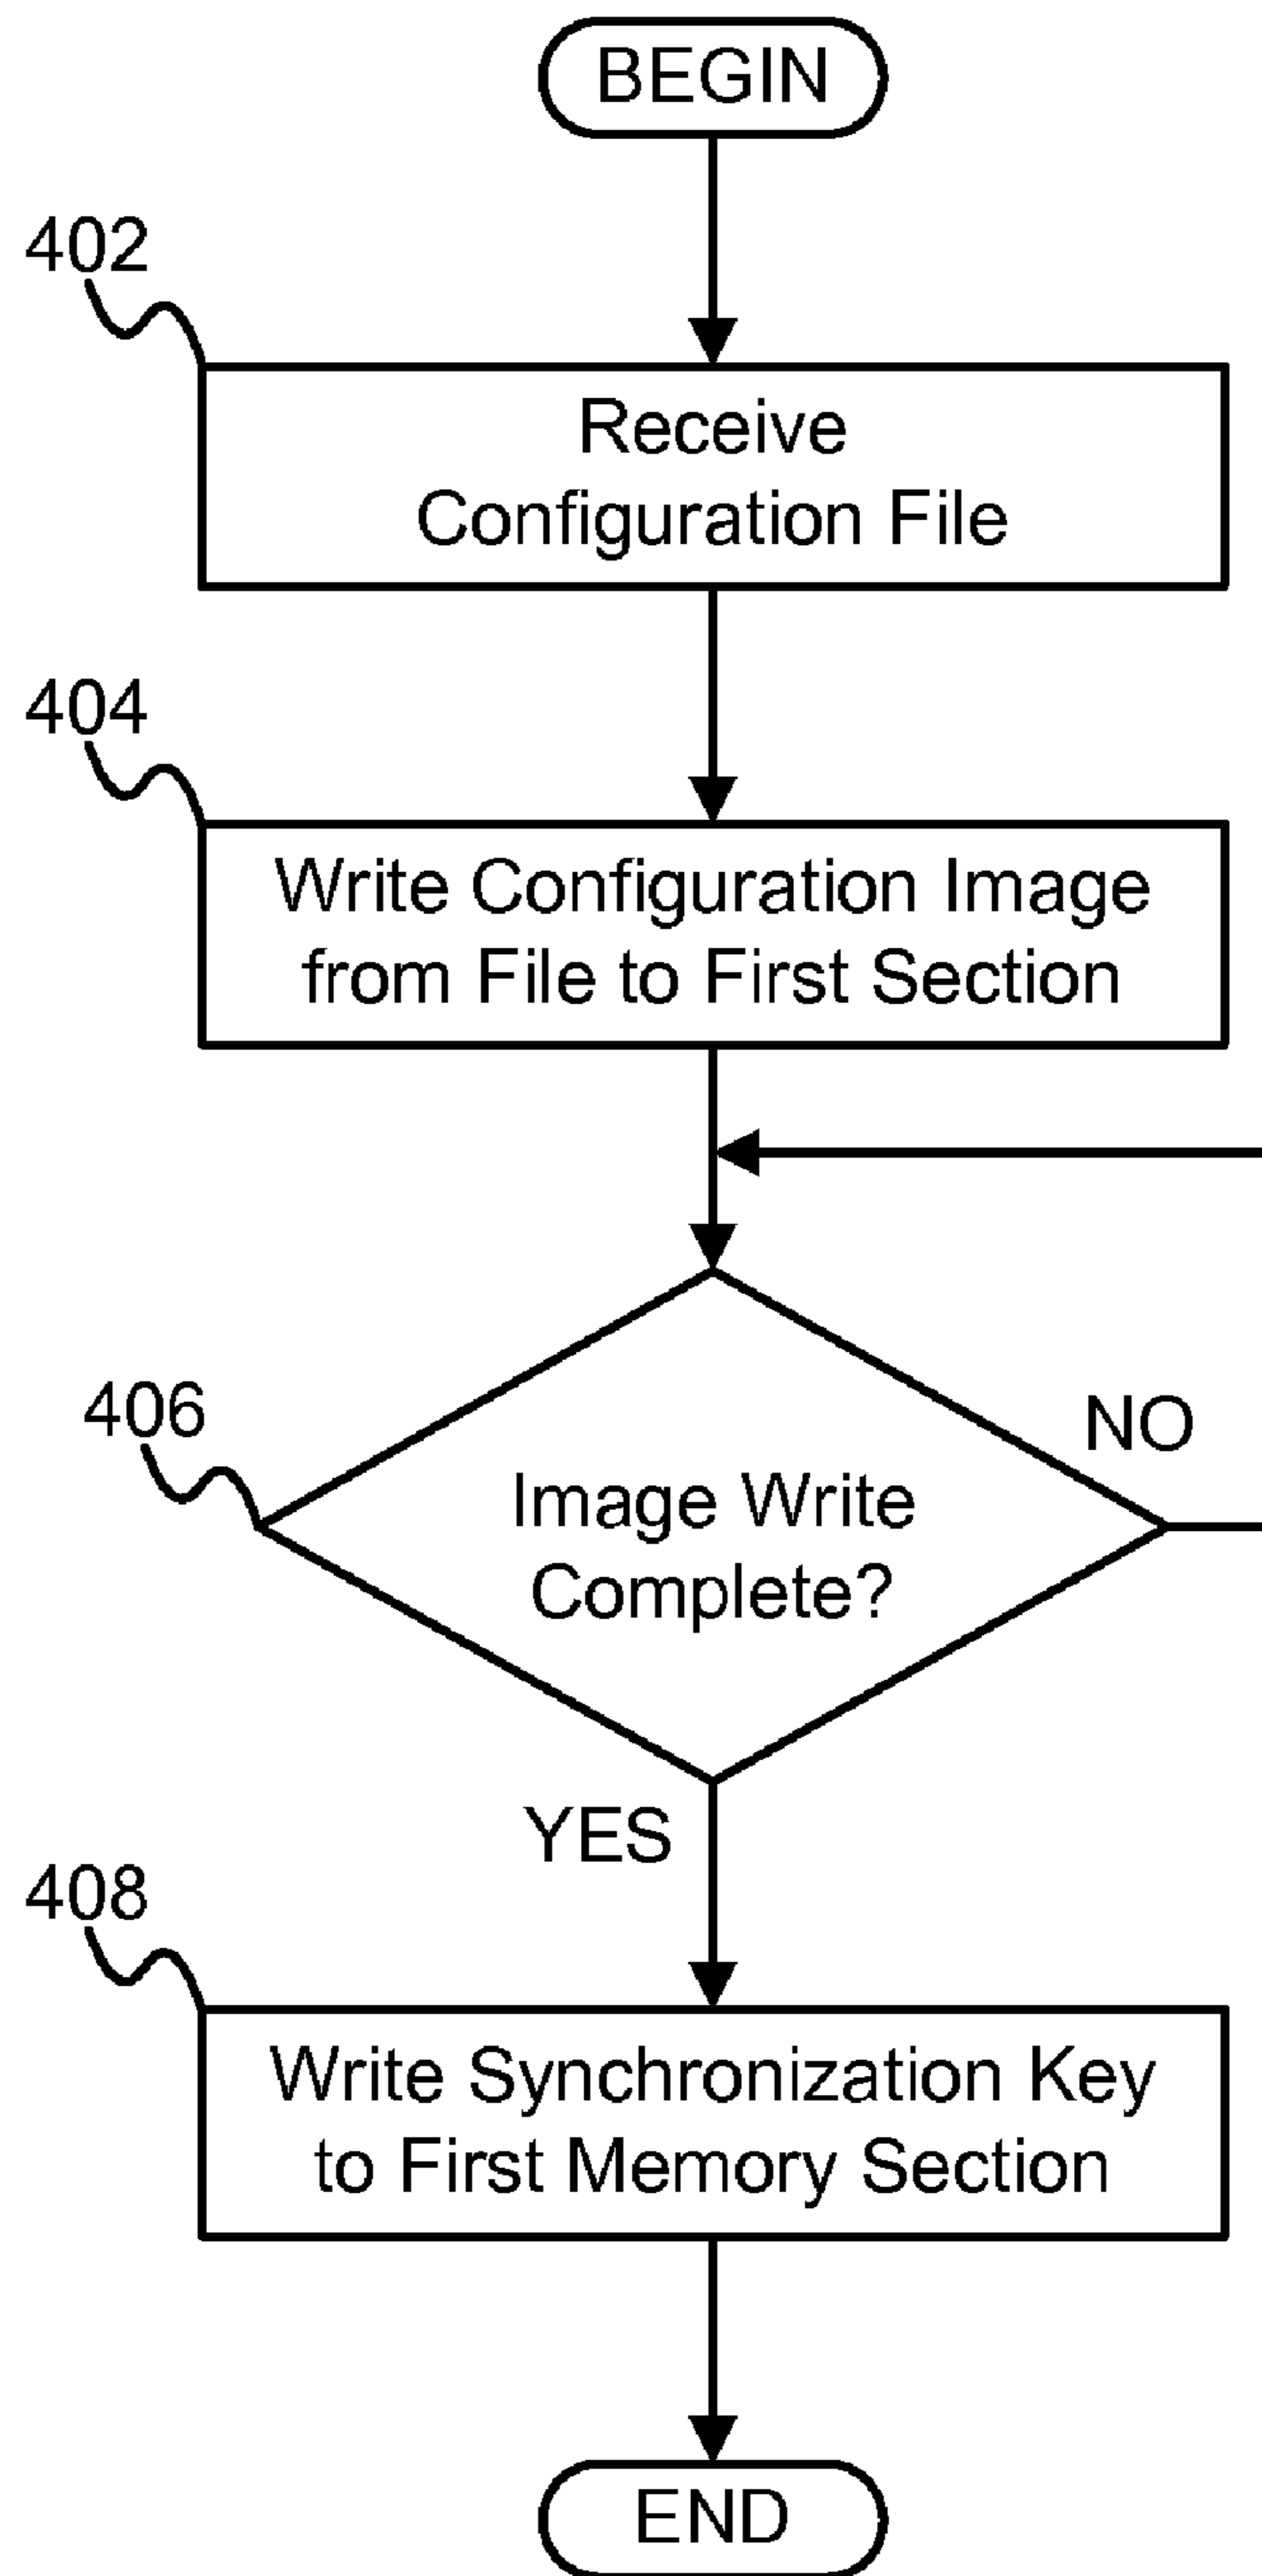 BEGIN
402
Receive
Configuration File
404
Write Configuration Image
from File to First Section
406
NO
Image Write
Complete?
YES
408
Write Synchronization Key
to First Memory Section
END